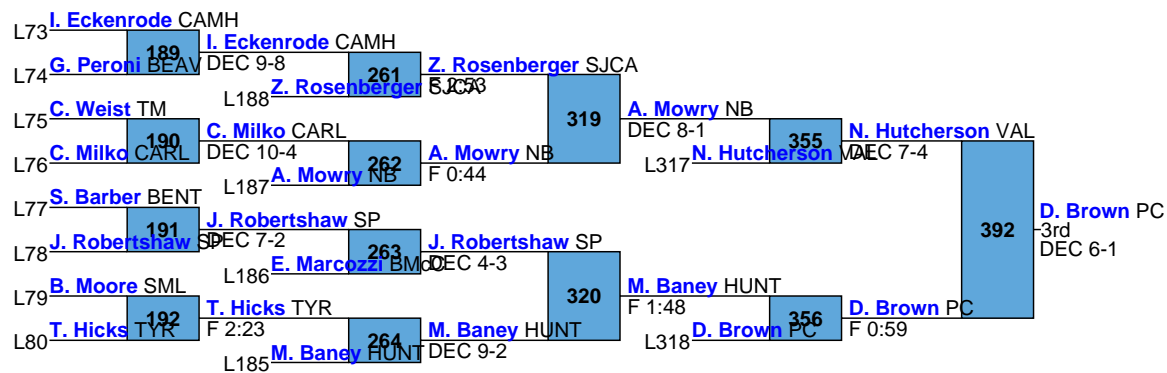 L73 I. Eckenrode CAMH
189
L74 G. Peroni BEAV
I. Eckenrode CAMH
DEC 9-8
261
L188 Z. Rosenberger SJCA
Z. Rosenberger SJCA
F 2:53
L75 C. Weist TM
190
L76 C. Milko CARL
C. Milko CARL
DEC 10-4
262
L187 A. Mowry NB
A. Mowry NB
F 0:44
319
A. Mowry NB
DEC 8-1
355
L317 N. Hutcherson VAL
N. Hutcherson VAL
DEC 7-4
L77 S. Barber BENT
191
L78 J. Robertshaw SP
J. Robertshaw SP
DEC 7-2
263
L186 E. Marcozzi BMcC
J. Robertshaw SP
DEC 4-3
L79 B. Moore SML
192
L80 T. Hicks TYR
T. Hicks TYR
F 2:23
264
L185 M. Baney HUNT
M. Baney HUNT
DEC 9-2
320
M. Baney HUNT
F 1:48
356
L318 D. Brown PC
D. Brown PC
F 0:59
392
D. Brown PC
3rd
DEC 6-1